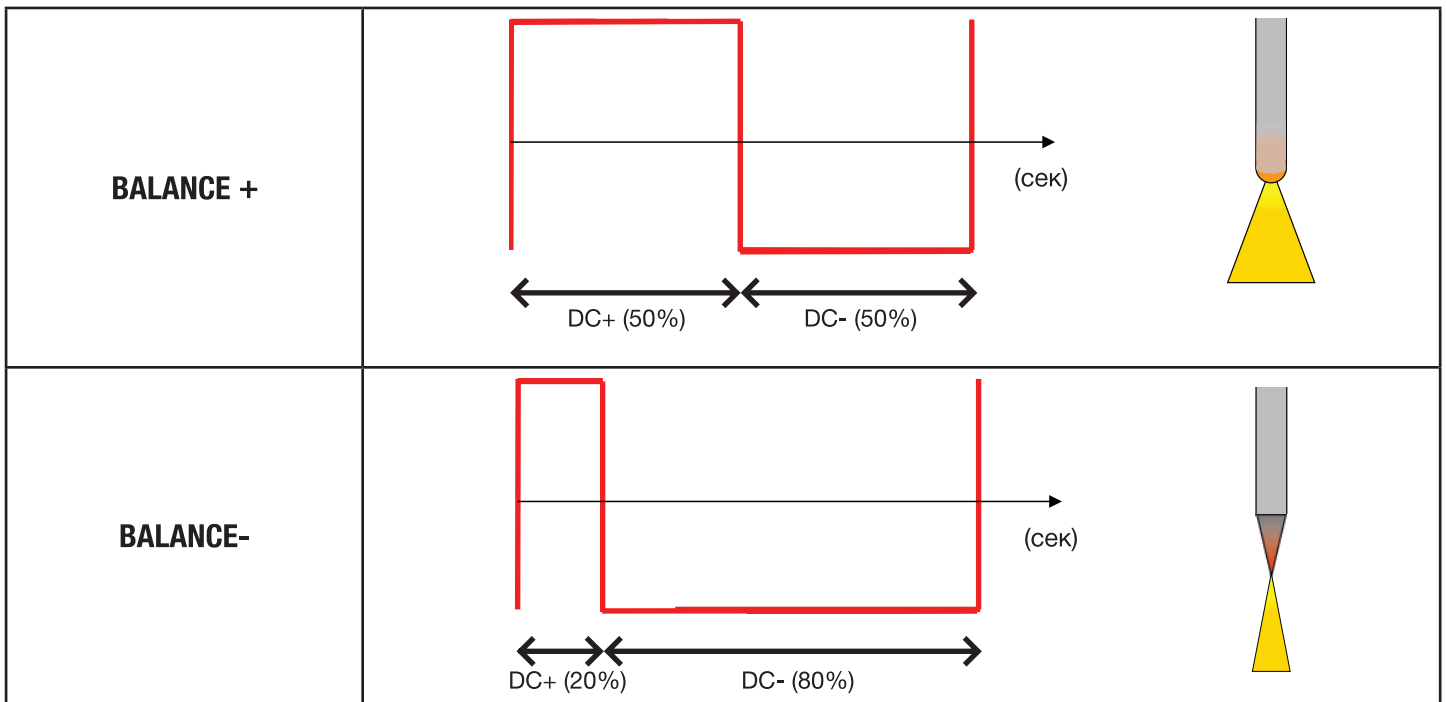 BALANCE +
(сек)
DC+ (50%)
DC- (50%)
BALANCE-
(сек)
DC+ (20%)
DC- (80%)